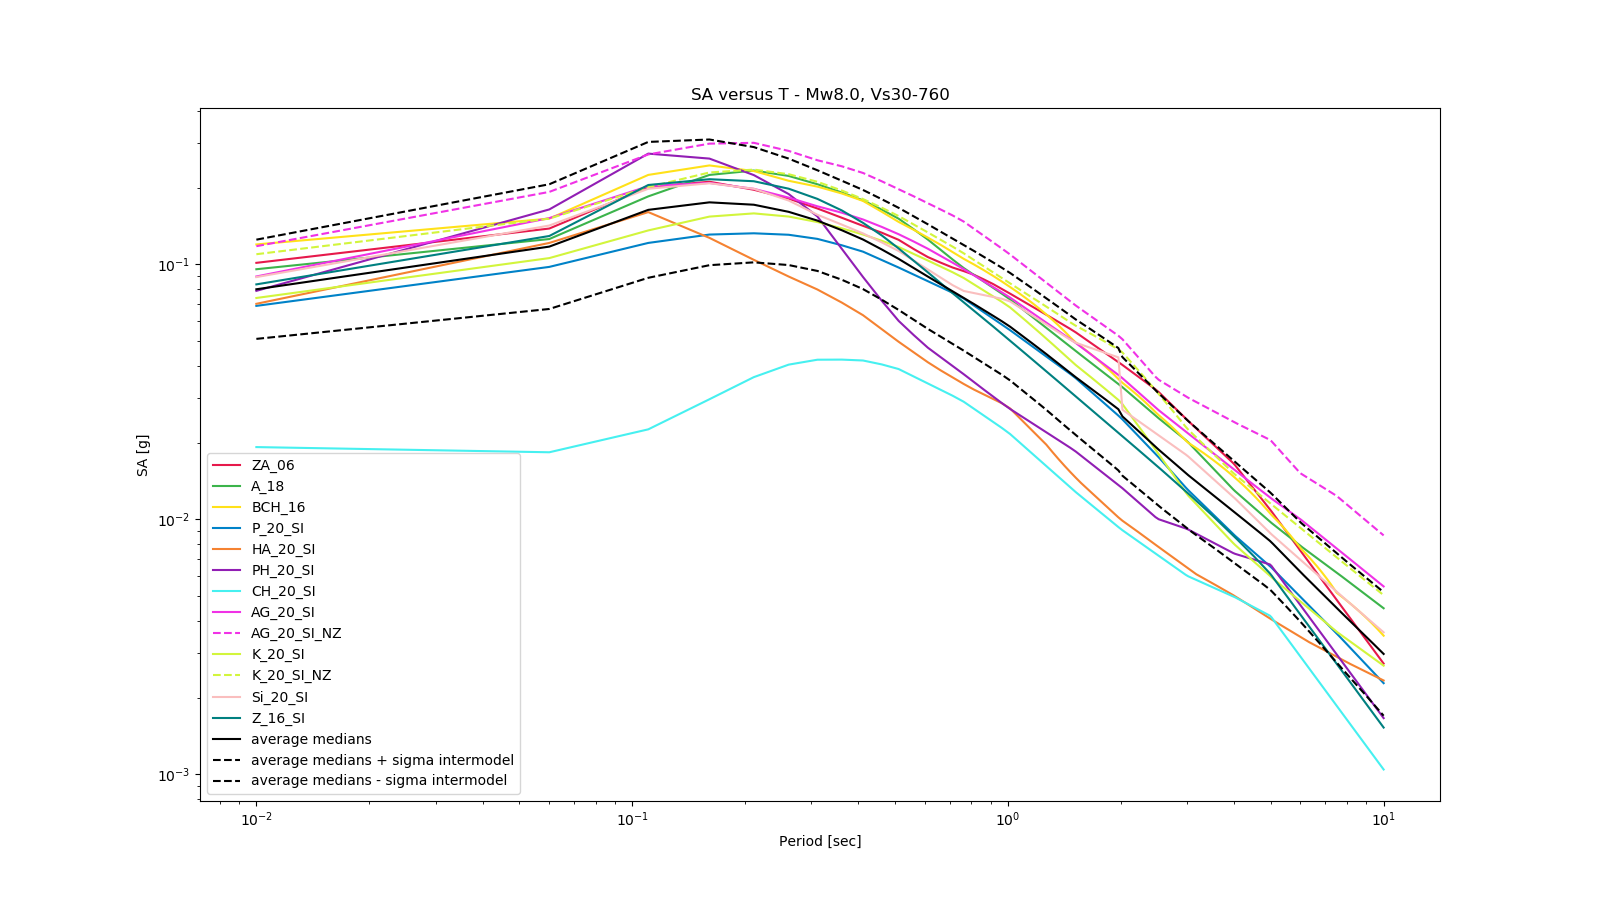 SA versus T - Mw8.0, Vs30-760
SA [g]
10⁻¹
10⁻²
10⁻³
ZA_06
A_18
BCH_16
P_20_SI
HA_20_SI
PH_20_SI
CH_20_SI
AG_20_SI
AG_20_SI_NZ
K_20_SI
K_20_SI_NZ
Si_20_SI
Z_16_SI
average medians
average medians + sigma intermodel
average medians - sigma intermodel
10⁻² 10⁻¹ 10⁰ 10¹
Period [sec]